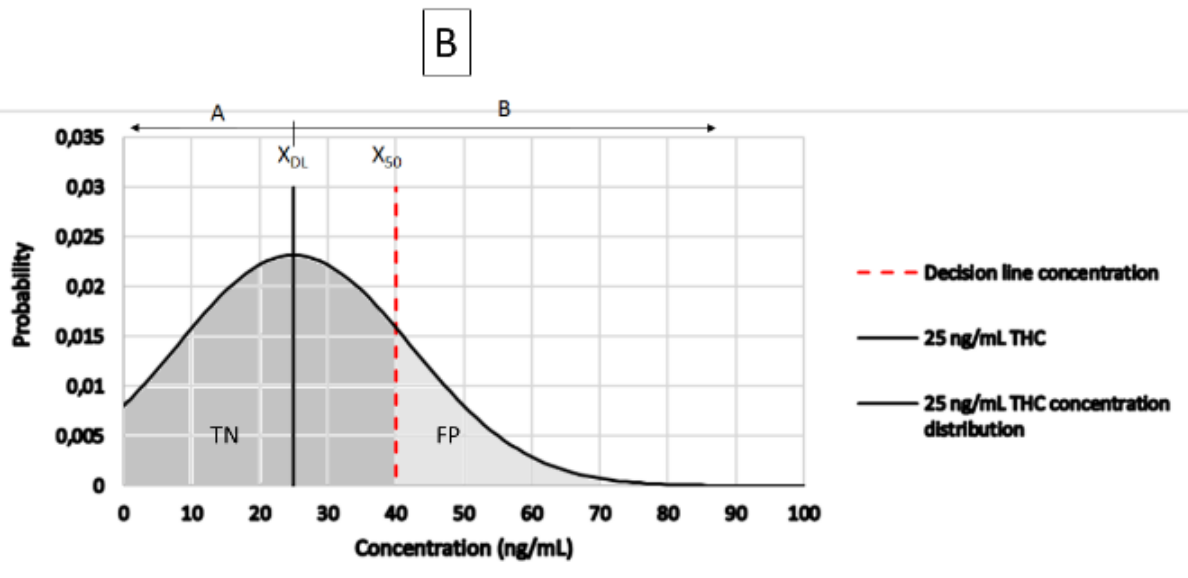 B
A
B
X_DL
X_50
0,035
0,03
0,025
0,02
0,015
0,01
0,005
0
Probability
TN
FP
0 10 20 30 40 50 60 70 80 90 100
Concentration (ng/mL)
Decision line concentration
25 ng/mL THC
25 ng/mL THC concentration
distribution